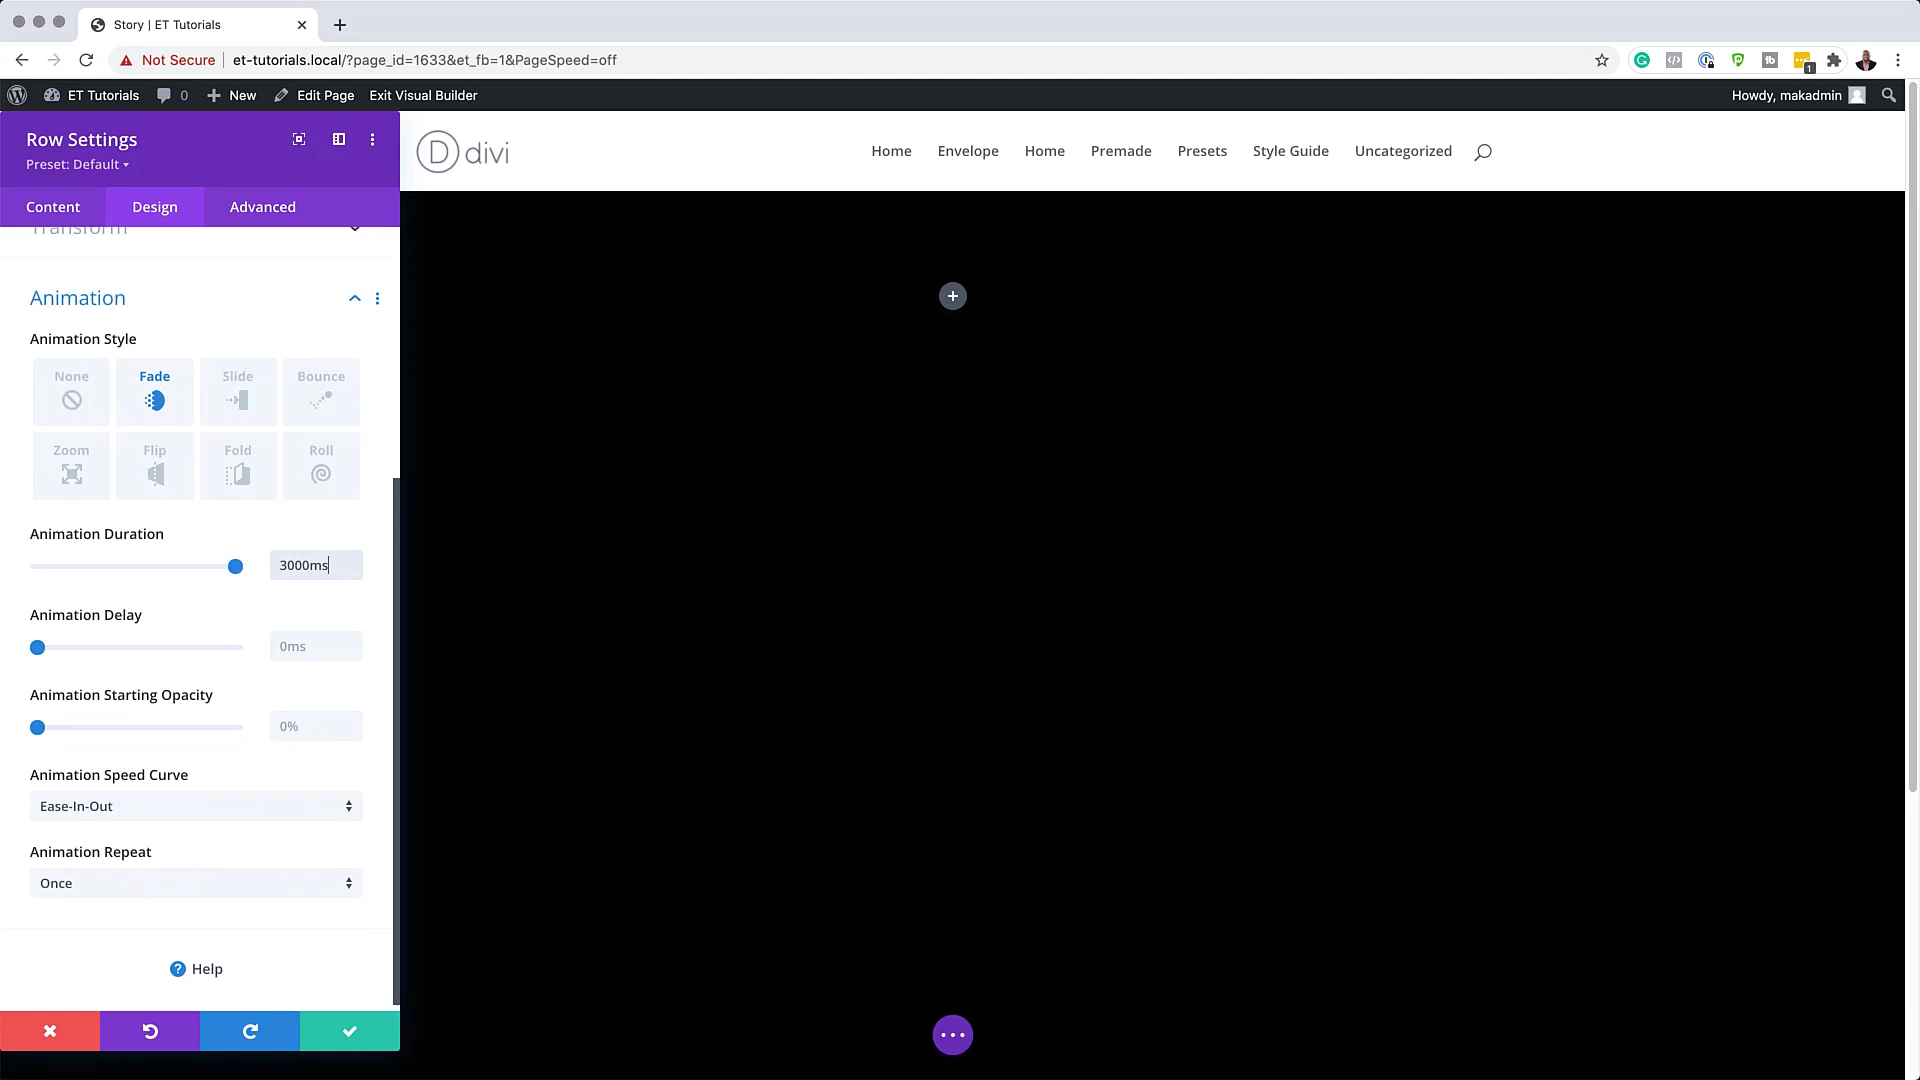 Story | ET Tutorials
Not Secure
et-tutorials.local/?page_id=1633&et_fb=1&PageSpeed=off
1
ET Tutorials
0
New
Edit Page
Exit Visual Builder
Howdy, makadmin
Row Settings
Preset: Default
Content
Design
Advanced
D divi
Home
Envelope
Home
Premade
Presets
Style Guide
Uncategorized
Transform
Animation
Animation Style
None
Fade
Slide
Bounce
Zoom
Flip
Fold
Roll
Animation Duration
3000ms
Animation Delay
0ms
Animation Starting Opacity
0%
Animation Speed Curve
Ease-In-Out
Animation Repeat
Once
Help